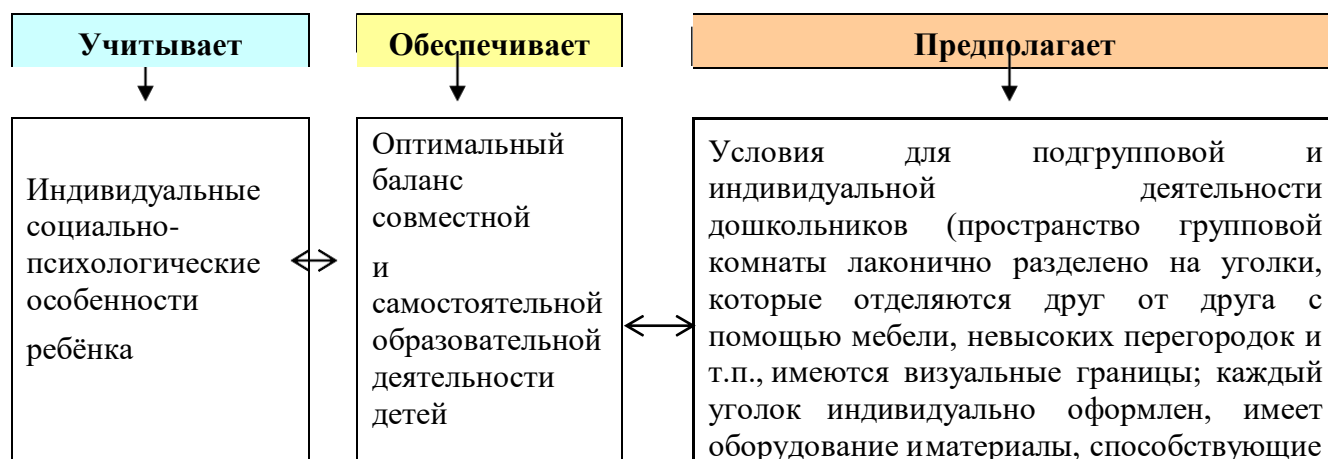 Учитывает
Обеспечивает
Предполагает
Индивидуальные
социально-
психологические
особенности
ребёнка
Оптимальный
баланс
совместной
и
самостоятельной
образовательной
деятельности
детей
Условия для подгрупповой и
индивидуальной деятельности
дошкольников (пространство групповой
комнаты лаконично разделено на уголки,
которые отделяются друг от друга с
помощью мебели, невысоких перегородок и
т.п., имеются визуальные границы; каждый
уголок индивидуально оформлен, имеет
оборудование иматериалы, способствующие